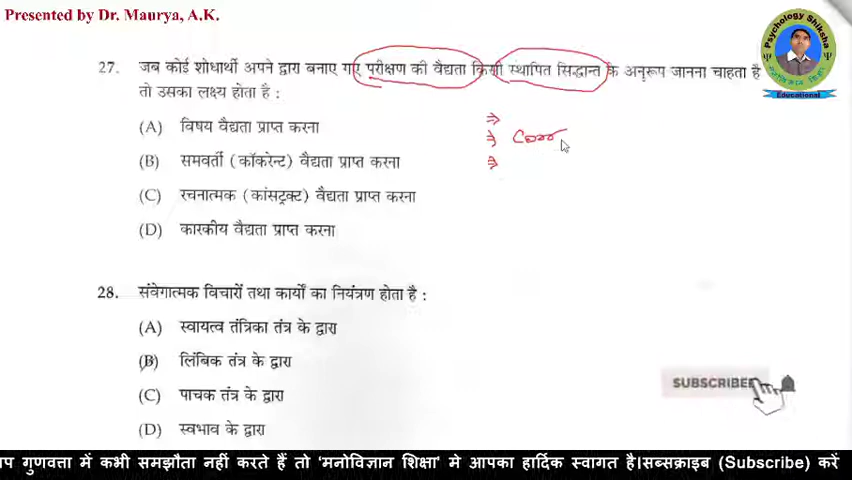 Presented by Dr. Maurya, A.K.
Psychology Shiksha
Educational
27. जब कोई शोधार्थी अपने द्वारा बनाए गए परीक्षण की वैद्यता किसी स्थापित सिद्धान्त के अनुरूप जानना चाहता है
तो उसका लक्ष्य होता है :
(A) विषय वैद्यता प्राप्त करना
(B) समवर्ती (कॉकरेन्ट) वैद्यता प्राप्त करना
(C) रचनात्मक (कांसट्रक्ट) वैद्यता प्राप्त करना
(D) कारकीय वैद्यता प्राप्त करना
28. संवेगात्मक विचारों तथा कार्यों का नियंत्रण होता है :
(A) स्वायत्व तंत्रिका तंत्र के द्वारा
(B) लिंबिक तंत्र के द्वारा
(C) पाचक तंत्र के द्वारा
(D) स्वभाव के द्वारा
SUBSCRIBE
गुणवत्ता में कभी समझौता नहीं करते हैं तो 'मनोविज्ञान शिक्षा' मे आपका हार्दिक स्वागत है।सब्सक्राइब (Subscribe) करें